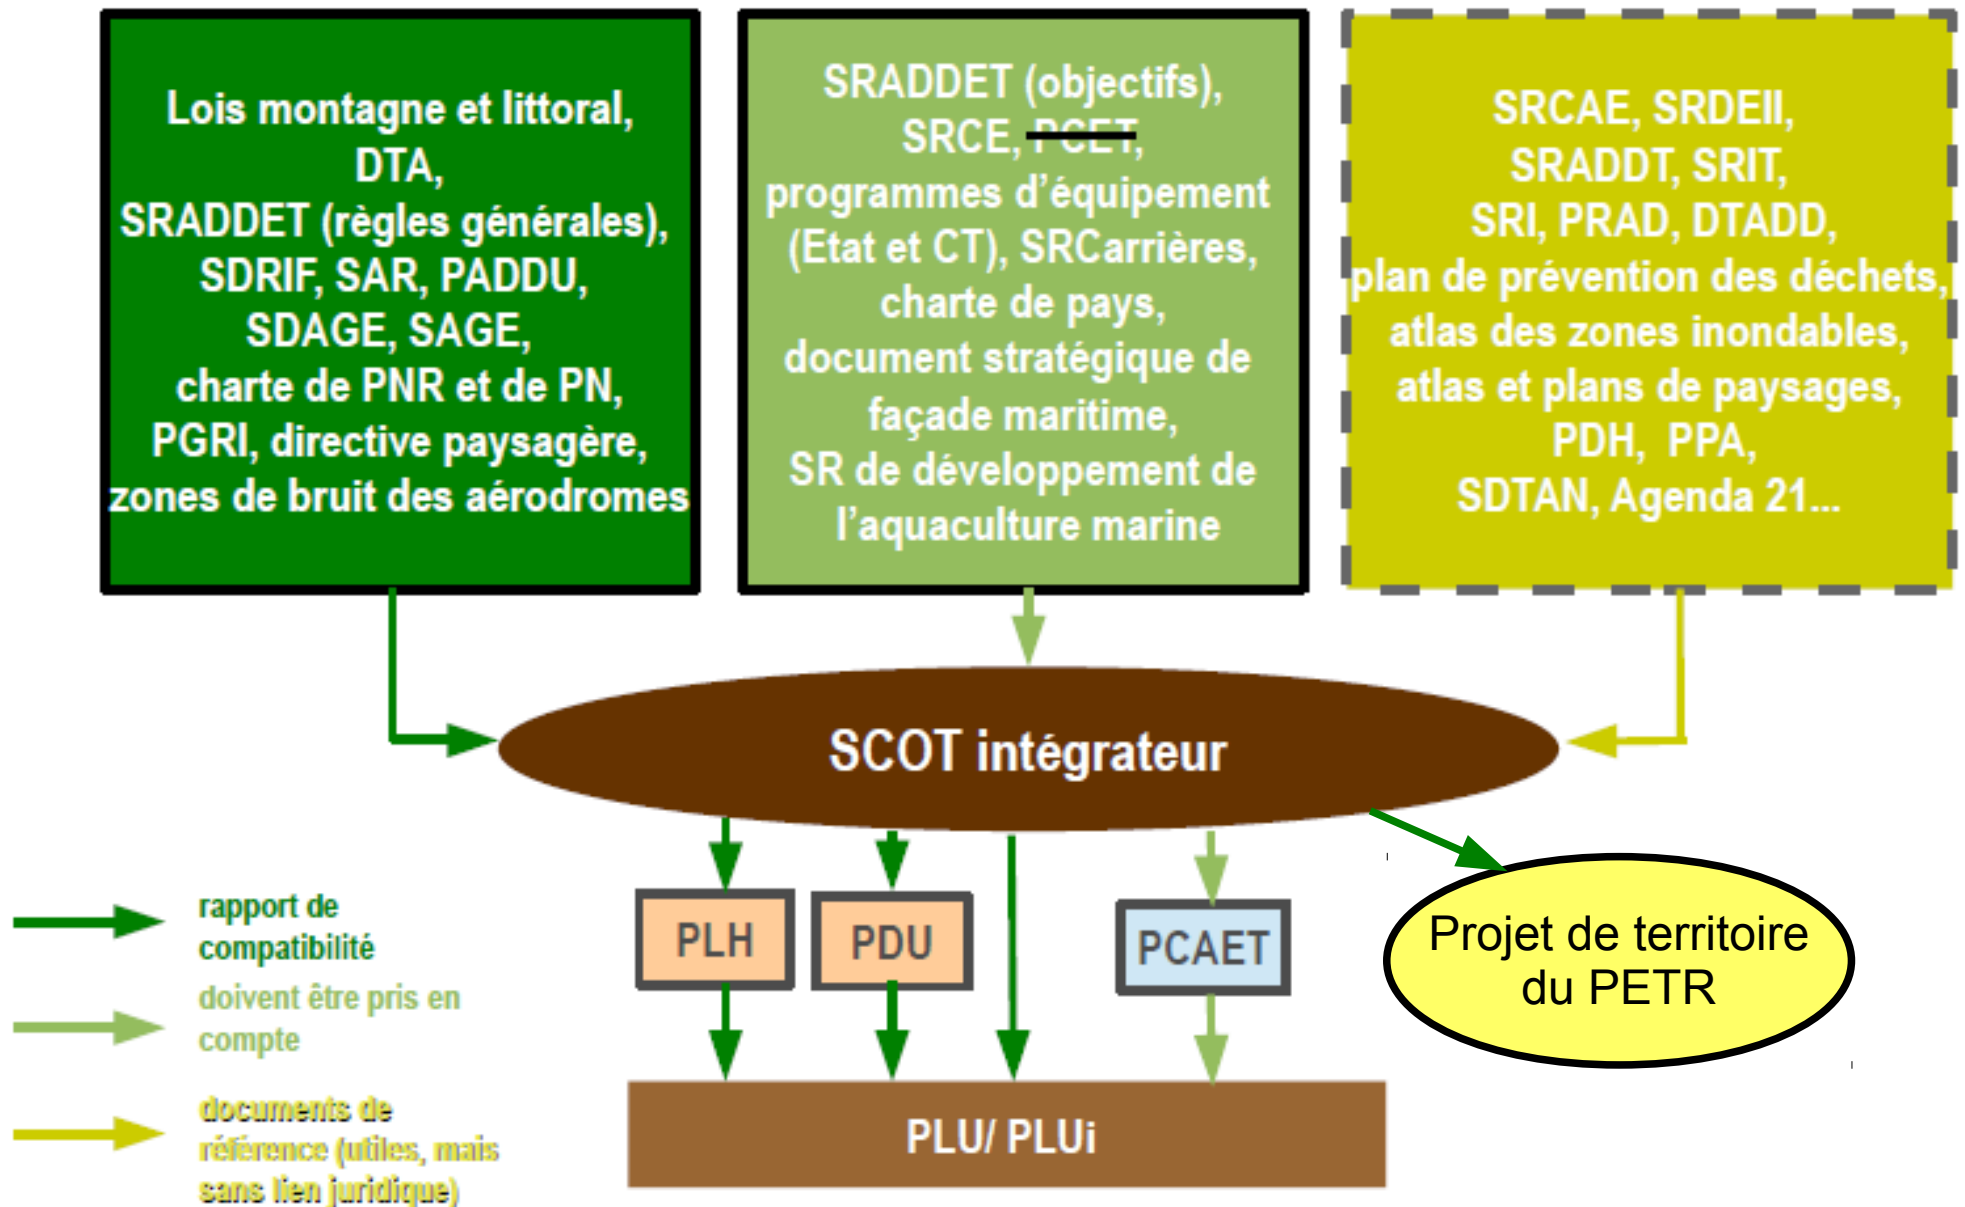 Lois montagne et littoral,
DTA,
SRADDET (règles générales),
SDRIF, SAR, PADDU,
SDAGE, SAGE,
charte de PNR et de PN,
PGRI, directive paysagère,
zones de bruit des aérodromes
SRADDET (objectifs),
SRCE, PCET,
programmes d'équipement
(Etat et CT), SRCarrières,
charte de pays,
document stratégique de
façade maritime,
SR de développement de
l'aquaculture marine
SRCAE, SRDEII,
SRADDT, SRIT,
SRI, PRAD, DTADD,
plan de prévention des déchets,
atlas des zones inondables,
atlas et plans de paysages,
PDH, PPA,
SDTAN, Agenda 21...
SCOT intégrateur
PLH
PDU
PCAET
Projet de territoire
du PETR
PLU/ PLUi
rapport de
compatibilité
doivent être pris en
compte
documents de
référence (utiles, mais
sans lien juridique)